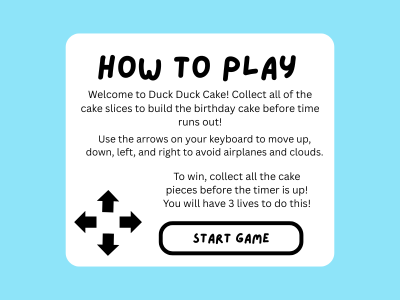 HOW TO PLAY
Welcome to Duck Duck Cake! Collect all of the
cake slices to build the birthday cake before time
runs out!
Use the arrows on your keyboard to move up,
down, left, and right to avoid airplanes and clouds.
To win, collect all the cake
pieces before the timer is up!
You will have 3 lives to do this!
START GAME